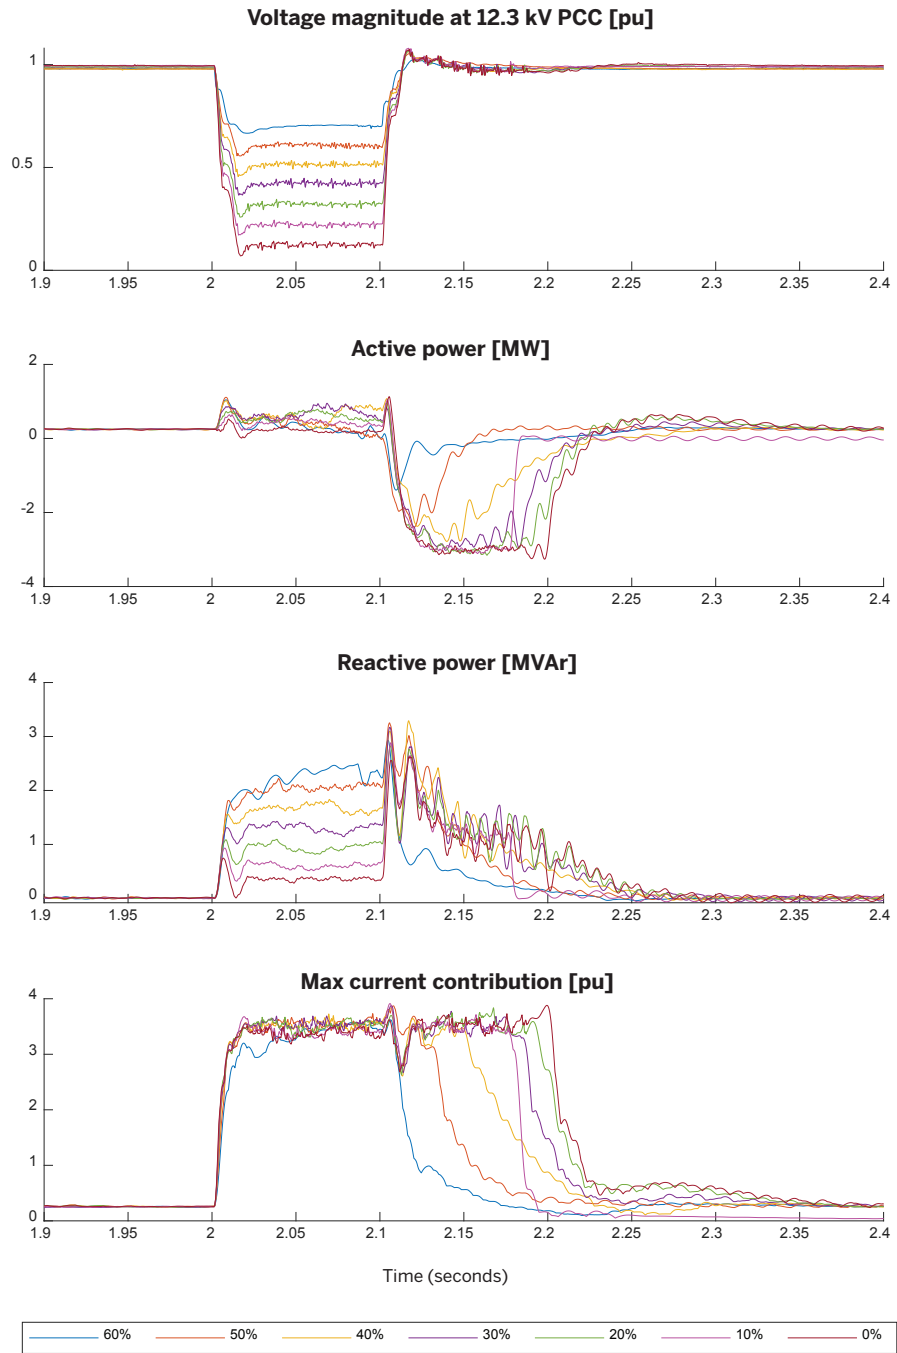 Voltage magnitude at 12.3 kV PCC [pu]
1
0.5
0
1.9 1.95 2 2.05 2.1 2.15 2.2 2.25 2.3 2.35 2.4
Active power [MW]
2
0
-2
-4
1.9 1.95 2 2.05 2.1 2.15 2.2 2.25 2.3 2.35 2.4
Reactive power [MVAr]
4
3
2
1
0
1.9 1.95 2 2.05 2.1 2.15 2.2 2.25 2.3 2.35 2.4
Max current contribution [pu]
4
3
2
1
0
1.9 1.95 2 2.05 2.1 2.15 2.2 2.25 2.3 2.35 2.4
Time (seconds)
60% 50% 40% 30% 20% 10% 0%